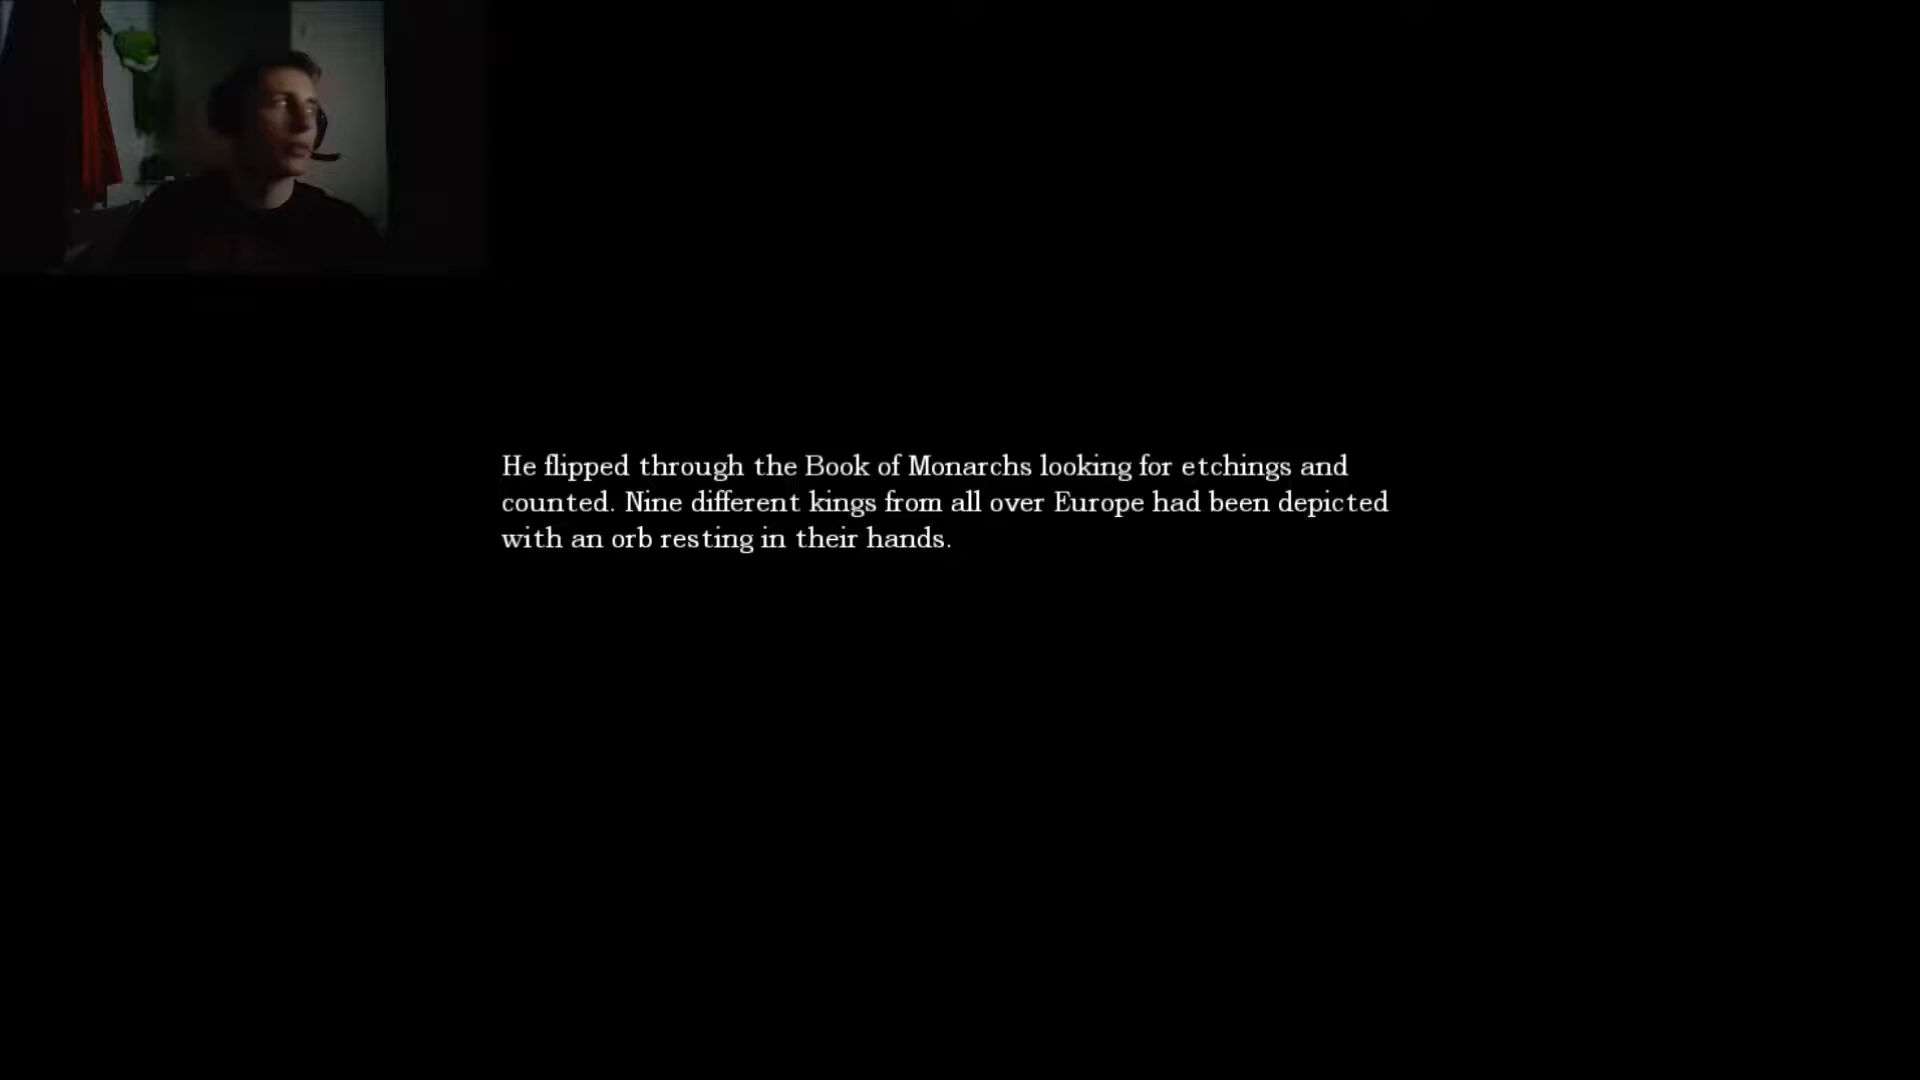 He flipped through the Book of Monarchs looking for etchings and
counted. Nine different kings from all over Europe had been depicted
with an orb resting in their hands.